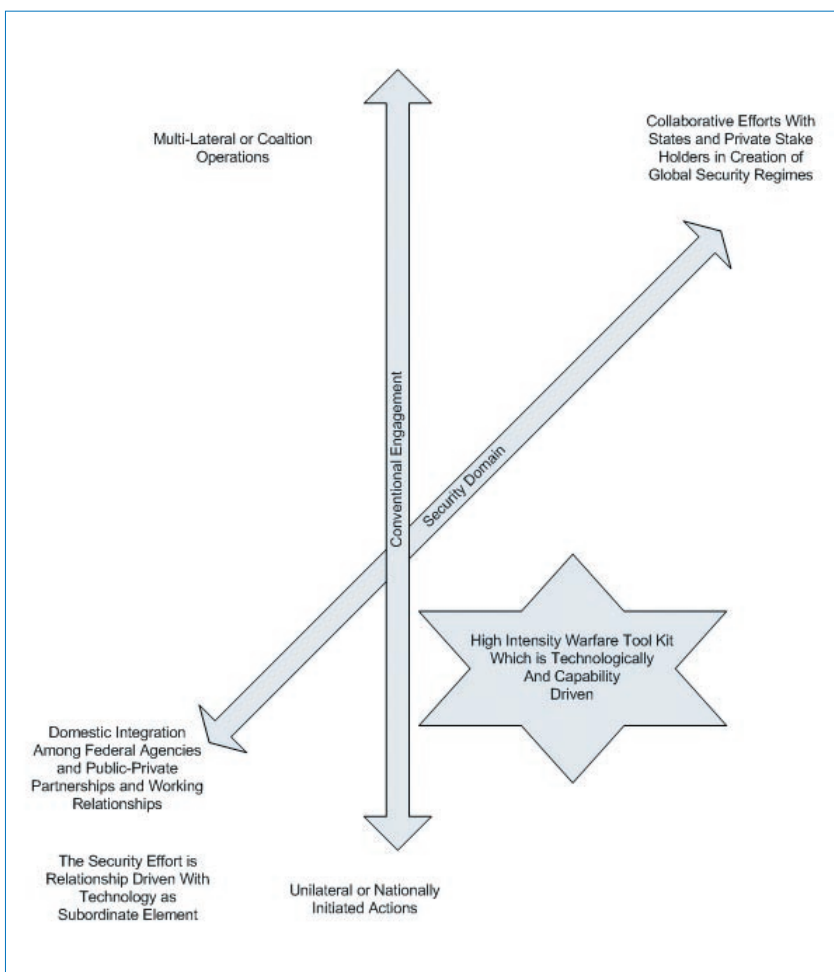 Multi-Lateral or Coaltion
Operations
Collaborative Efforts With
States and Private Stake
Holders in Creation of
Global Security Regimes
Conventional Engagement
Security Domain
High Intensity Warfare Tool Kit
Which is Technologically
And Capability
Driven
Domestic Integration
Among Federal Agencies
and Public-Private
Partnerships and Working
Relationships
The Security Effort is
Relationship Driven With
Technology as
Subordinate Element
Unilateral or Nationally
Initiated Actions